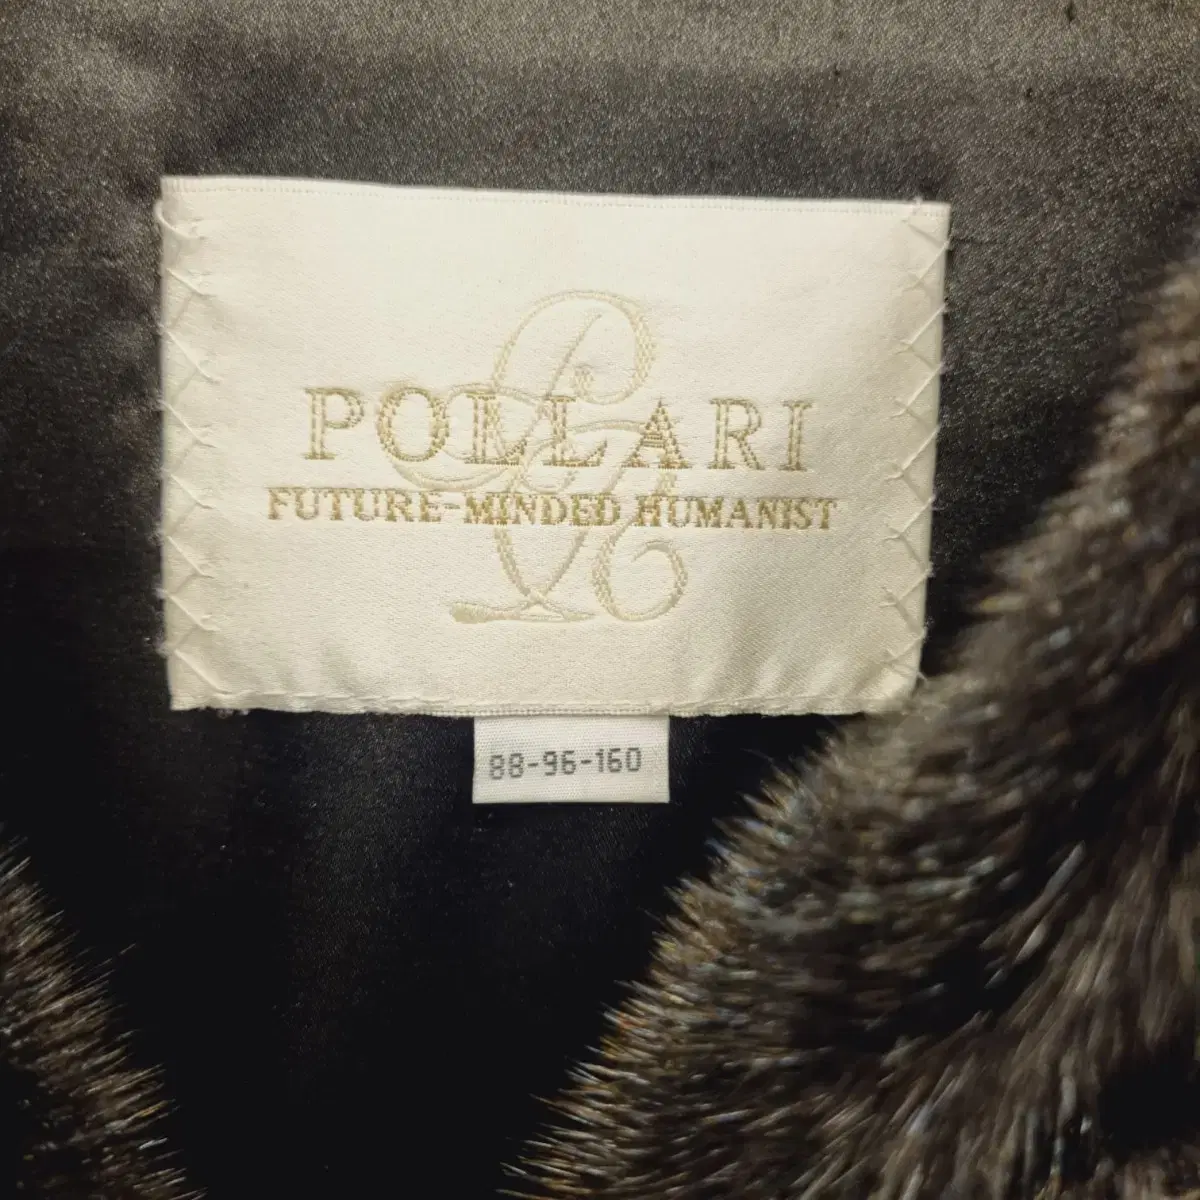 POLLARI
FUTURE-MINDED HUMANIST
88-96-160